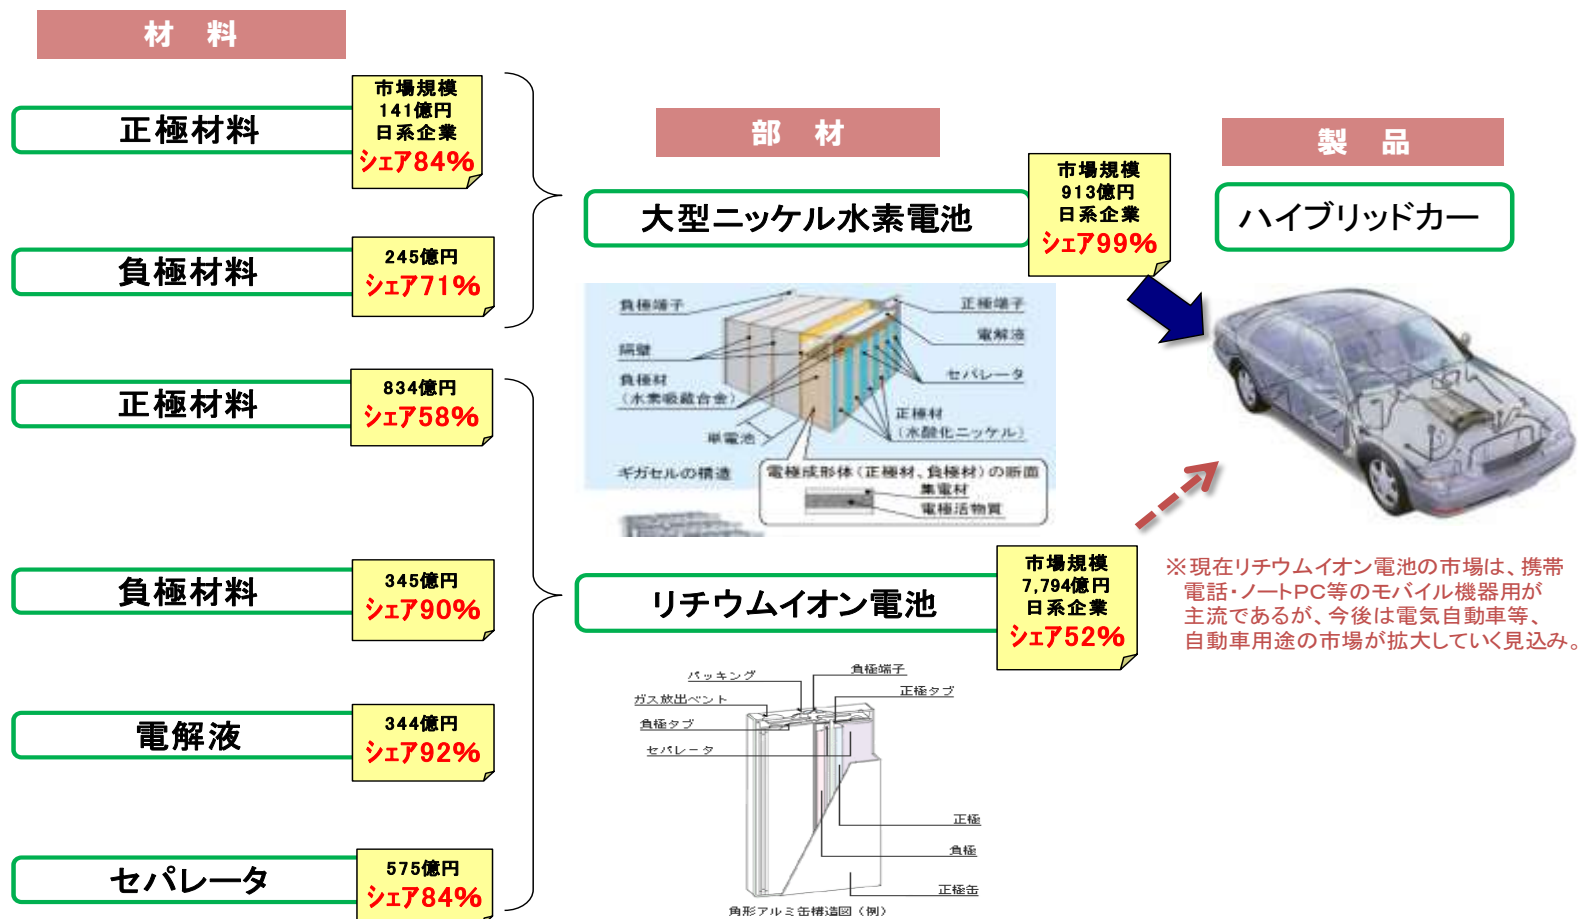 材 料
正極材料
市場規模
141億円
日系企業
シェア84%
負極材料
245億円
シェア71%
正極材料
834億円
シェア58%
負極材料
345億円
シェア90%
電解液
344億円
シェア92%
セパレータ
575億円
シェア84%
部 材
大型ニッケル水素電池
市場規模
913億円
日系企業
シェア99%
負極端子
隔壁
負極材
(水素吸蔵合金)
単電池
正極端子
電解液
セパレータ
正極材
(水酸化ニッケル)
ギガセルの構造
電極成形体(正極材、負極材)の断面
集電材
電極活物質
リチウムイオン電池
市場規模
7,794億円
日系企業
シェア52%
パッキング
ガス放出ベント
負極タブ
セパレータ
負極端子
正極タブ
正極
負極
正極缶
角形アルミ缶構造図(例)
製 品
ハイブリッドカー
※現在リチウムイオン電池の市場は、携帯
電話・ノートPC等のモバイル機器用が
主流であるが、今後は電気自動車等、
自動車用途の市場が拡大していく見込み。